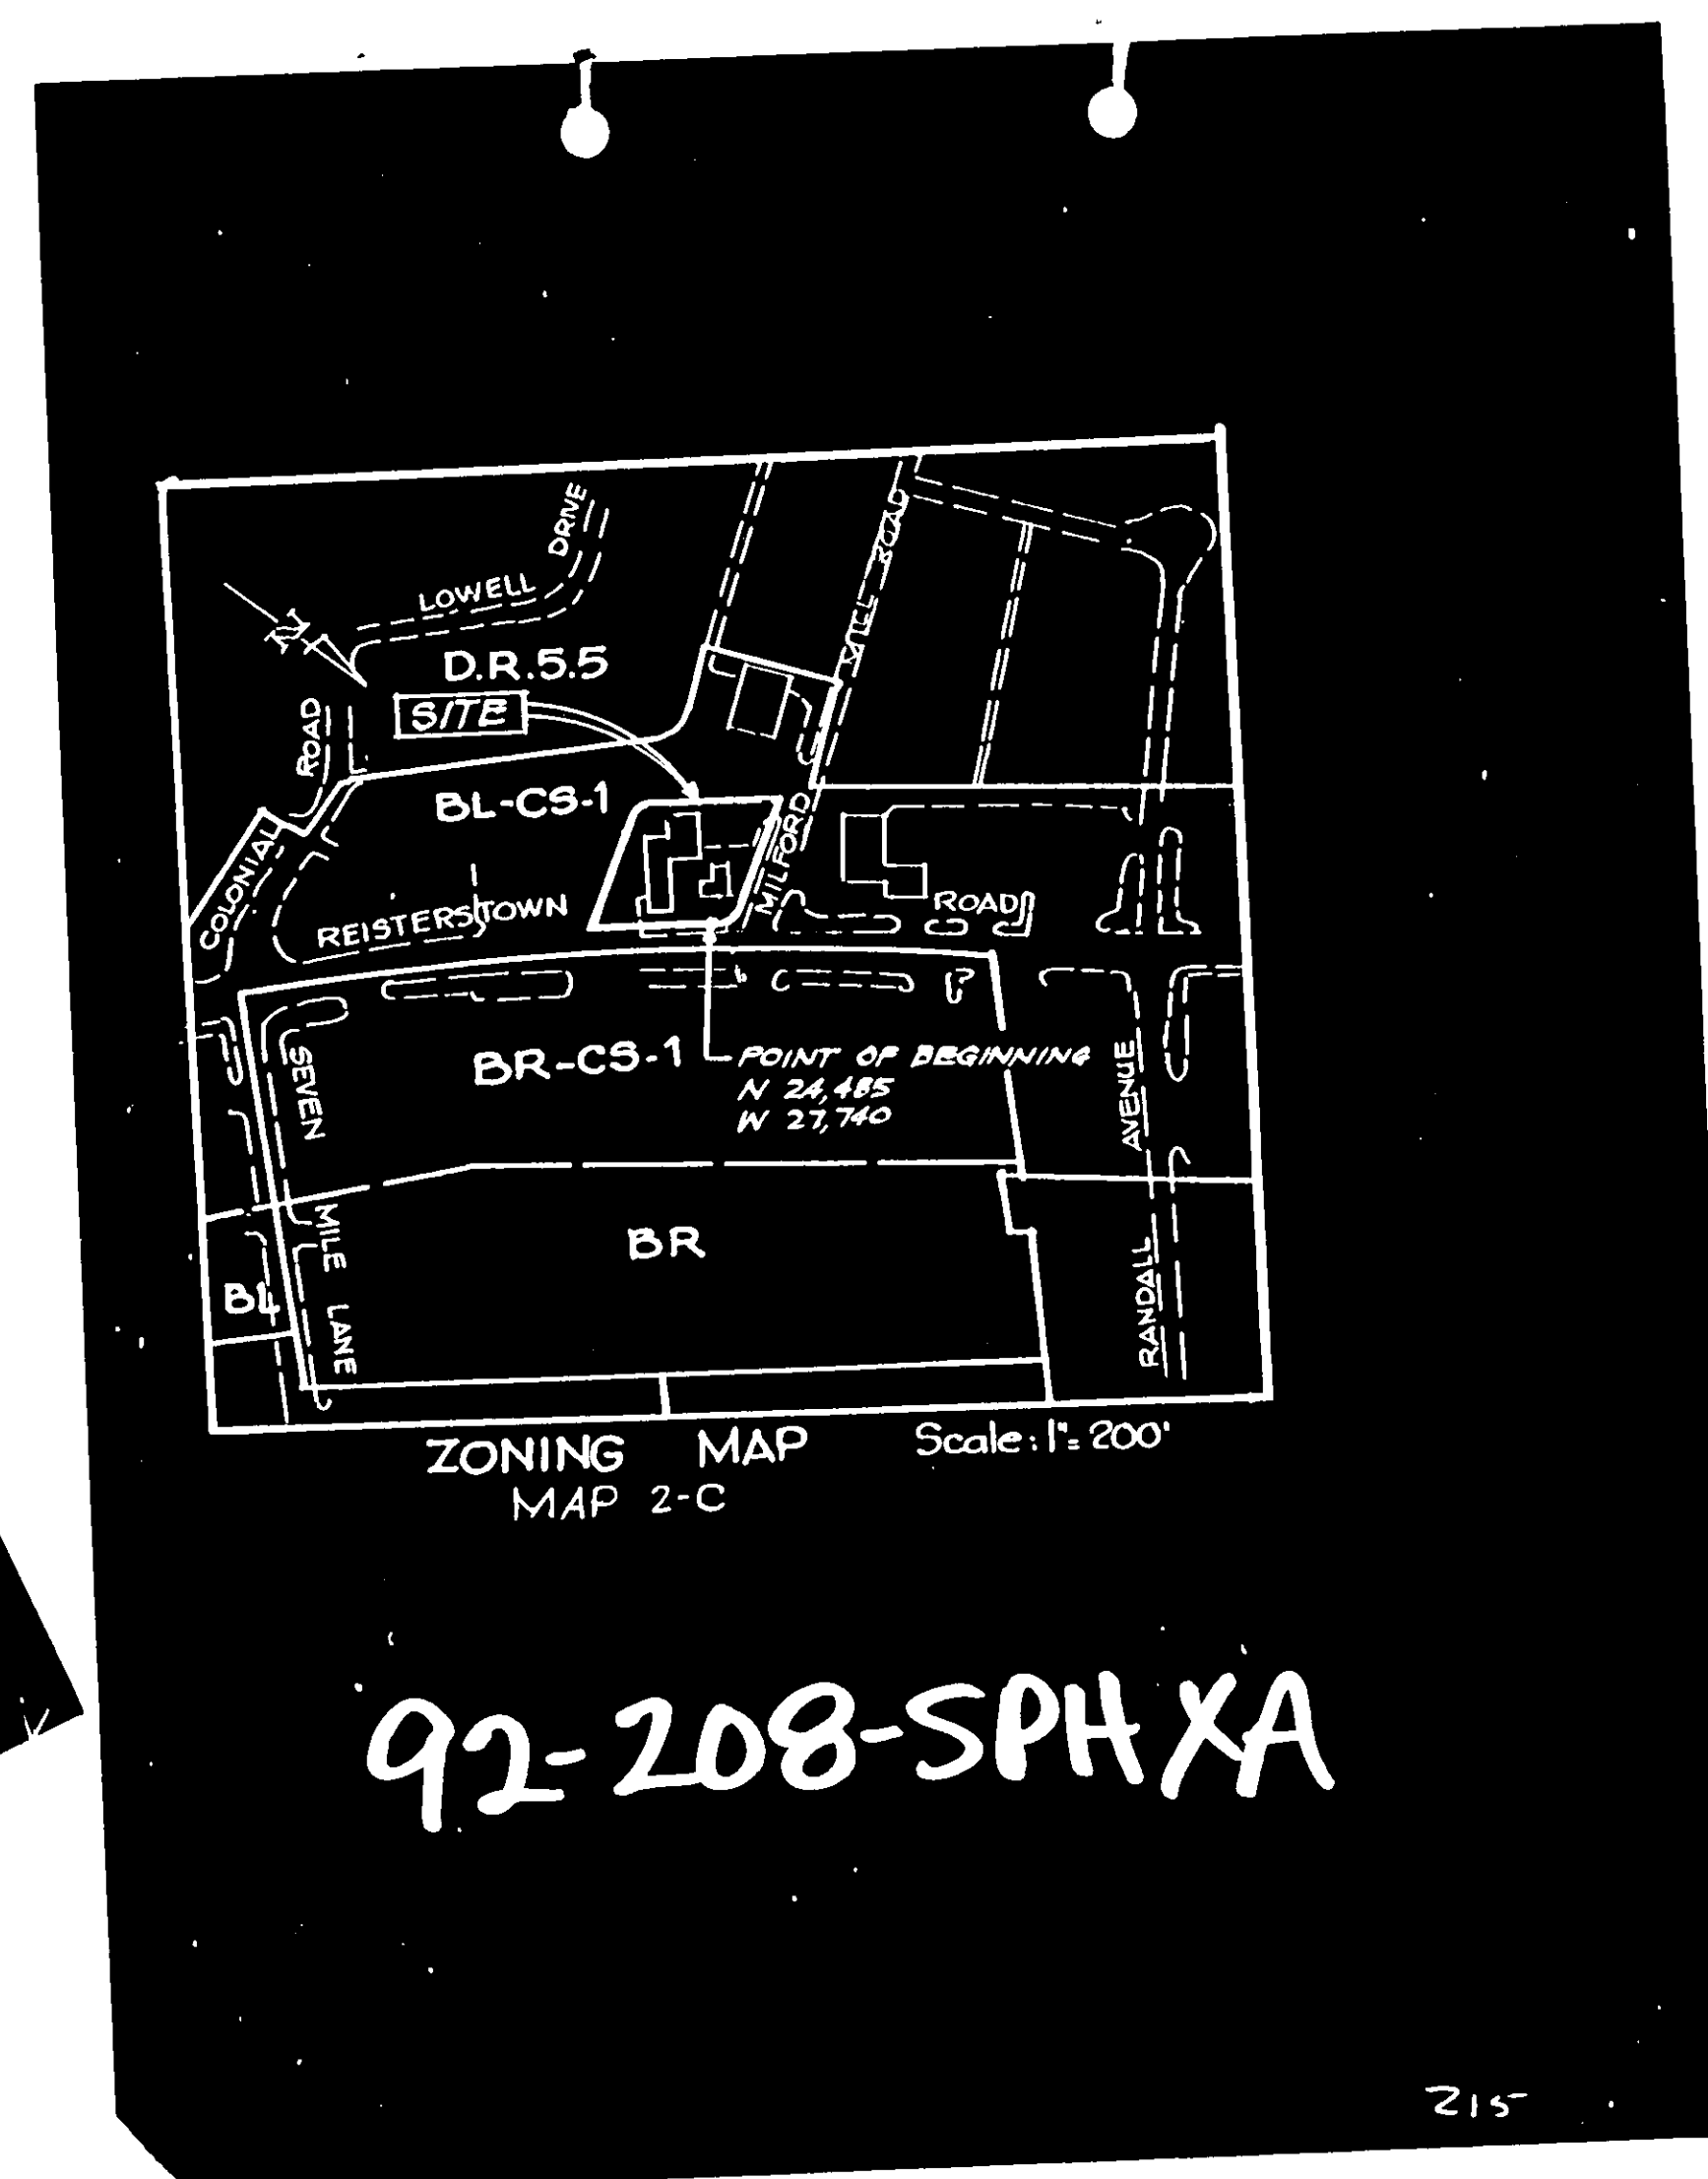 LOWELL DRIVE
N
D.R.5.5
SITE
ROAD
COLONIAL
BL-CS-1
MILFORD MILL ROAD
REISTERSTOWN
ROAD
BR-CS-1
POINT OF BEGINNING
N 24,485
W 27,740
SEVEN MILE LANE
RANDALL AVENUE
BR
BL
ZONING MAP
Scale: 1"= 200'
MAP 2-C
92-208-SPHXA
215